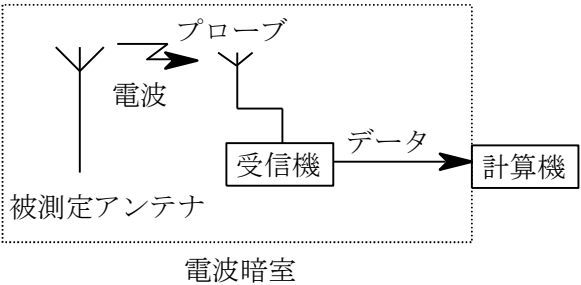 プローブ
電波
データ
受信機
計算機
被測定アンテナ
電波暗室